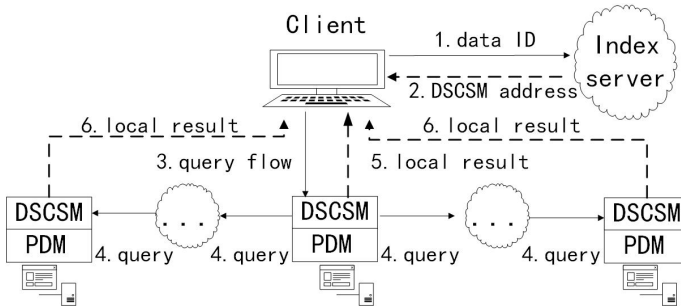 Client
1.data ID
Index
server
2.DSCSM address
6.local result
6.local result
3.query flow
5.local result
DSCSM
...
DSCSM
...
DSCSM
PDM
4.query
4.query
PDM
4.query
4.query
PDM